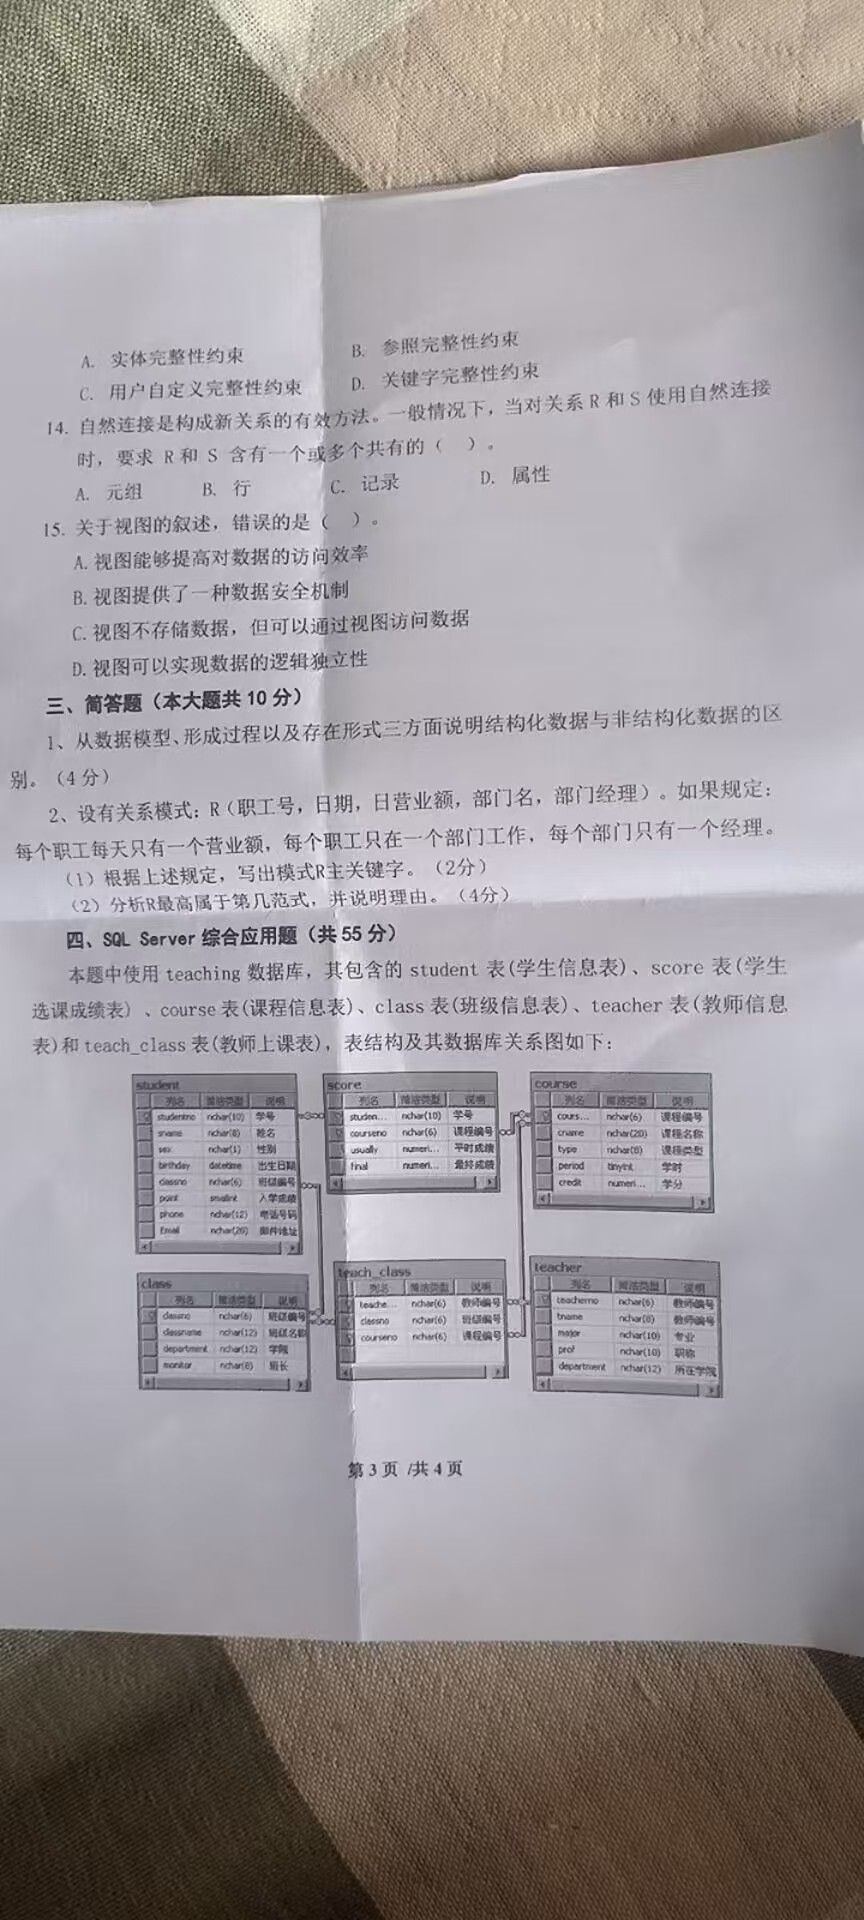 A. 实体完整性约束 B. 参照完整性约束
C. 用户自定义完整性约束 D. 关键字完整性约束
14. 自然连接是构成新关系的有效方法。一般情况下，当对关系 R 和 S 使用自然连接
时，要求 R 和 S 含有一个或多个共有的（ ）。
A. 元组 B. 行 C. 记录 D. 属性
15. 关于视图的叙述，错误的是（ ）。
A. 视图能够提高对数据的访问效率
B. 视图提供了一种数据安全机制
C. 视图不存储数据，但可以通过视图访问数据
D. 视图可以实现数据的逻辑独立性
三、简答题（本大题共 10 分）
1、从数据模型、形成过程以及存在形式三方面说明结构化数据与非结构化数据的区
别。（4 分）
2、设有关系模式：R（职工号，日期，日营业额，部门名，部门经理）。如果规定：
每个职工每天只有一个营业额，每个职工只在一个部门工作，每个部门只有一个经理。
（1）根据上述规定，写出模式R主关键字。（2分）
（2）分析R最高属于第几范式，并说明理由。（4分）
四、SQL Server 综合应用题（共 55 分）
本题中使用 teaching 数据库，其包含的 student 表(学生信息表)、score 表(学生
选课成绩表) 、course 表(课程信息表)、class 表(班级信息表)、teacher 表(教师信息
表)和 teach_class 表(教师上课表)，表结构及其数据库关系图如下：
student
列名 简洁类型 说明
studentno nchar(10) 学号
sname nchar(8) 姓名
sex nchar(1) 性别
birthday datetime 出生日期
classno nchar(6) 班级编号
point smallint 入学成绩
phone nchar(12) 电话号码
Email nchar(20) 邮件地址
score
列名 简洁类型 说明
studen... nchar(10) 学号
courseno nchar(6) 课程编号
usually numeri... 平时成绩
final numeri... 最终成绩
course
列名 简洁类型 说明
cours... nchar(6) 课程编号
cname nchar(20) 课程名称
type nchar(8) 课程类型
period tinyint 学时
credit numeri... 学分
class
列名 简洁类型 说明
classno nchar(6) 班级编号
classname nchar(12) 班级名称
department nchar(12) 学院
monitor nchar(8) 班长
teach_class
列名 简洁类型 说明
teache... nchar(6) 教师编号
classno nchar(6) 班级编号
courseno nchar(6) 课程编号
teacher
列名 简洁类型 说明
teacherno nchar(6) 教师编号
tname nchar(8) 教师编号
major nchar(10) 专业
prof nchar(10) 职称
department nchar(12) 所在学院
第 3 页 /共 4 页